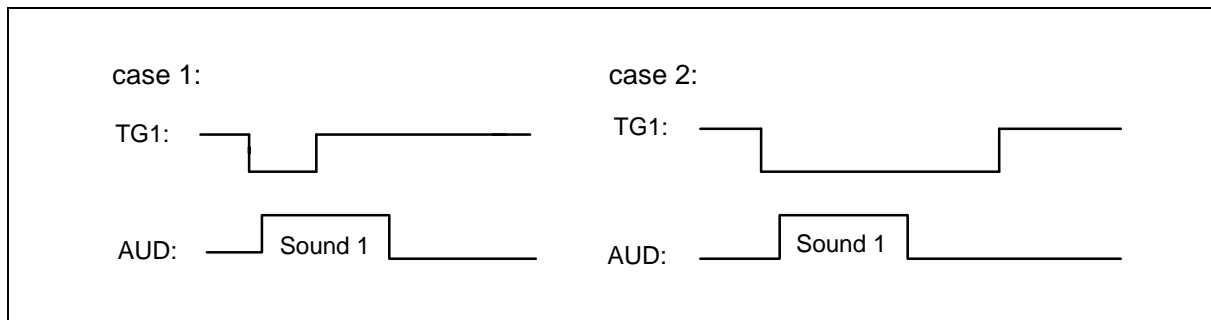 case 1:
case 2:
TG1:
TG1:
AUD:
Sound 1
AUD:
Sound 1